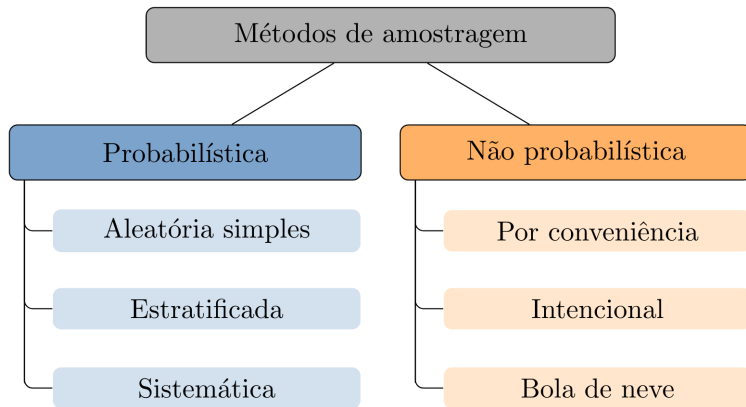 Métodos de amostragem
Probabilística
Não probabilística
Aleatória simples
Por conveniência
Estratificada
Intencional
Sistemática
Bola de neve